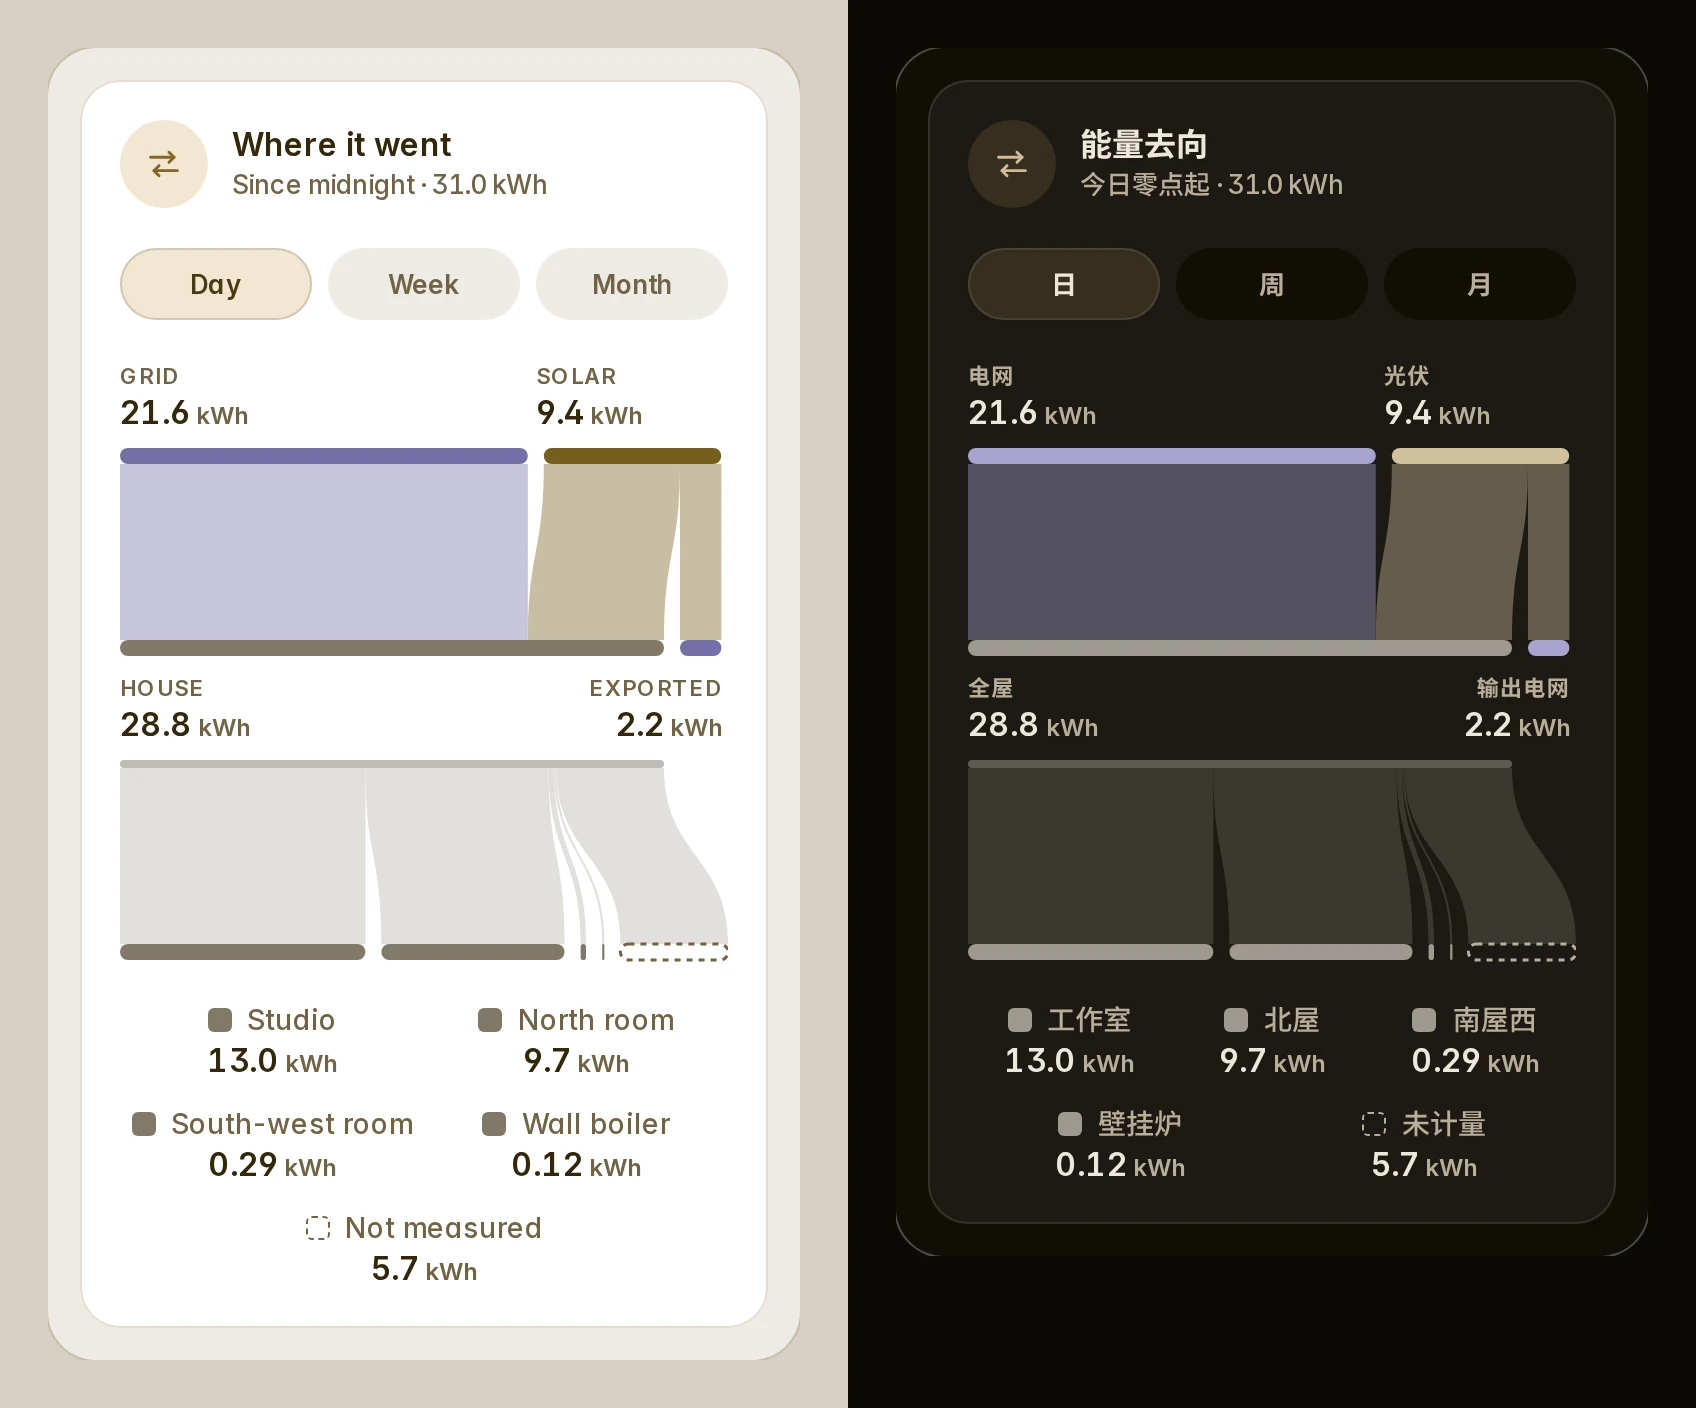 Where it went
Since midnight · 31.0 kWh
Day
Week
Month
GRID
SOLAR
21.6 kWh
9.4 kWh
HOUSE
EXPORTED
28.8 kWh
2.2 kWh
Studio
North room
13.0 kWh
9.7 kWh
South-west room
Wall boiler
0.29 kWh
0.12 kWh
Not measured
5.7 kWh
能量去向
今日零点起 · 31.0 kWh
日
周
月
电网
光伏
21.6 kWh
9.4 kWh
全屋
输出电网
28.8 kWh
2.2 kWh
工作室
北屋
南屋西
13.0 kWh
9.7 kWh
0.29 kWh
壁挂炉
未计量
0.12 kWh
5.7 kWh